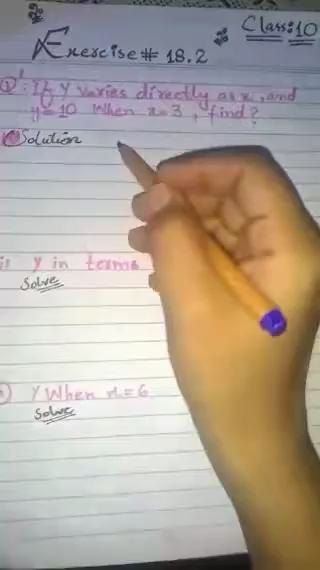 Class:10
Exercise# 18.2
Q1: If y varies directly as x, and
y=10 when x=3, find?
Solution
y in terms
Solve
y when x=6
Solve